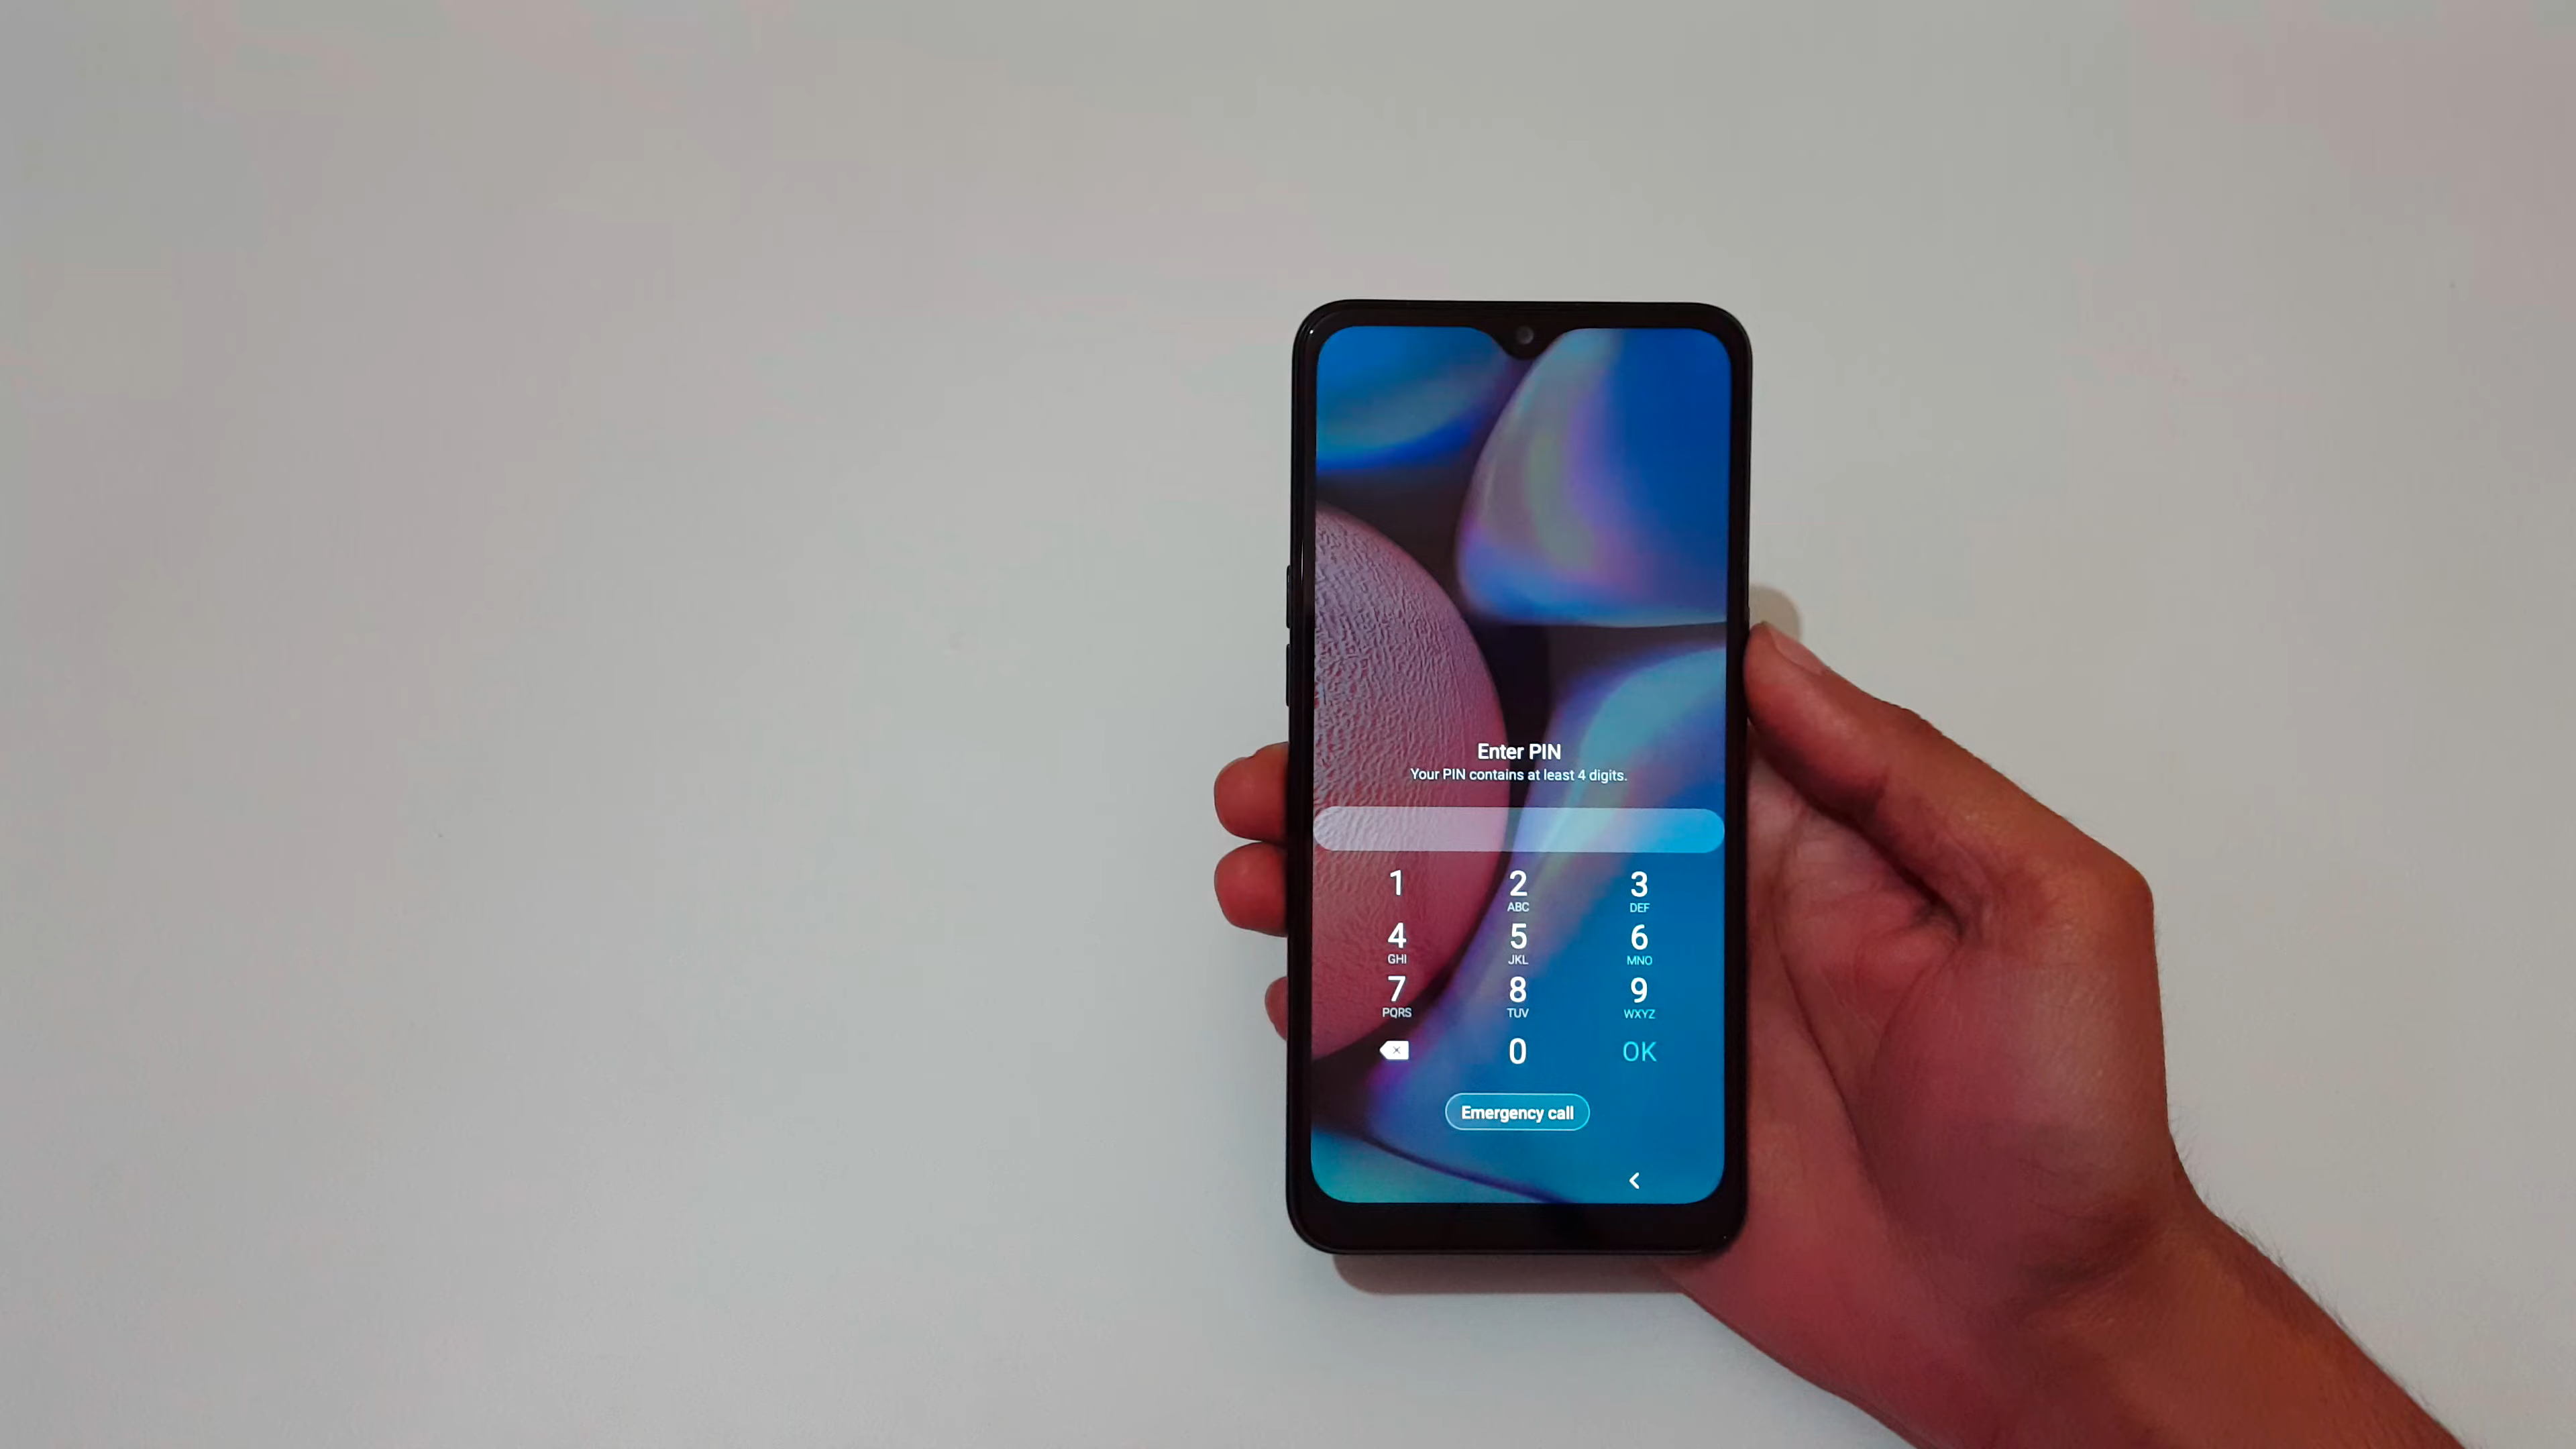 Enter PIN
Your PIN contains at least 4 digits.
1 2 3
ABC DEF
4 5 6
GHI JKL MNO
7 8 9
PQRS TUV WXYZ
0 OK
Emergency call